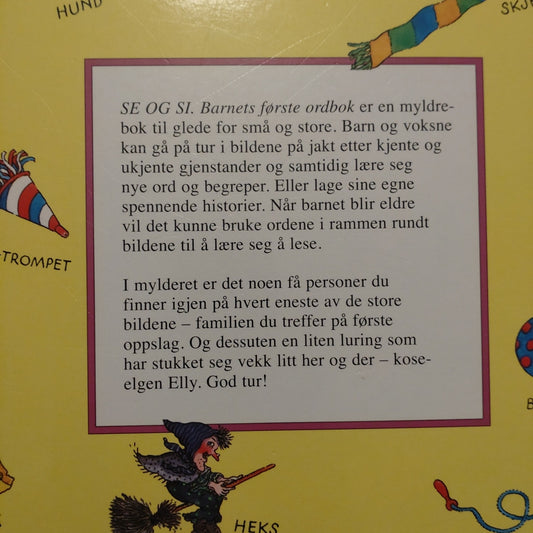 HUND
SKJ
SE OG SI. Barnets første ordbok er en myldre-
bok til glede for små og store. Barn og voksne
kan gå på tur i bildene på jakt etter kjente og
ukjente gjenstander og samtidig lære seg
nye ord og begreper. Eller lage sine egne
spennende historier. Når barnet blir eldre
vil det kunne bruke ordene i rammen rundt
bildene til å lære seg å lese.
I mylderet er det noen få personer du
finner igjen på hvert eneste av de store
bildene – familien du treffer på første
oppslag. Og dessuten en liten luring som
har stukket seg vekk litt her og der – kose-
elgen Elly. God tur!
-TROMPET
B
HEKS